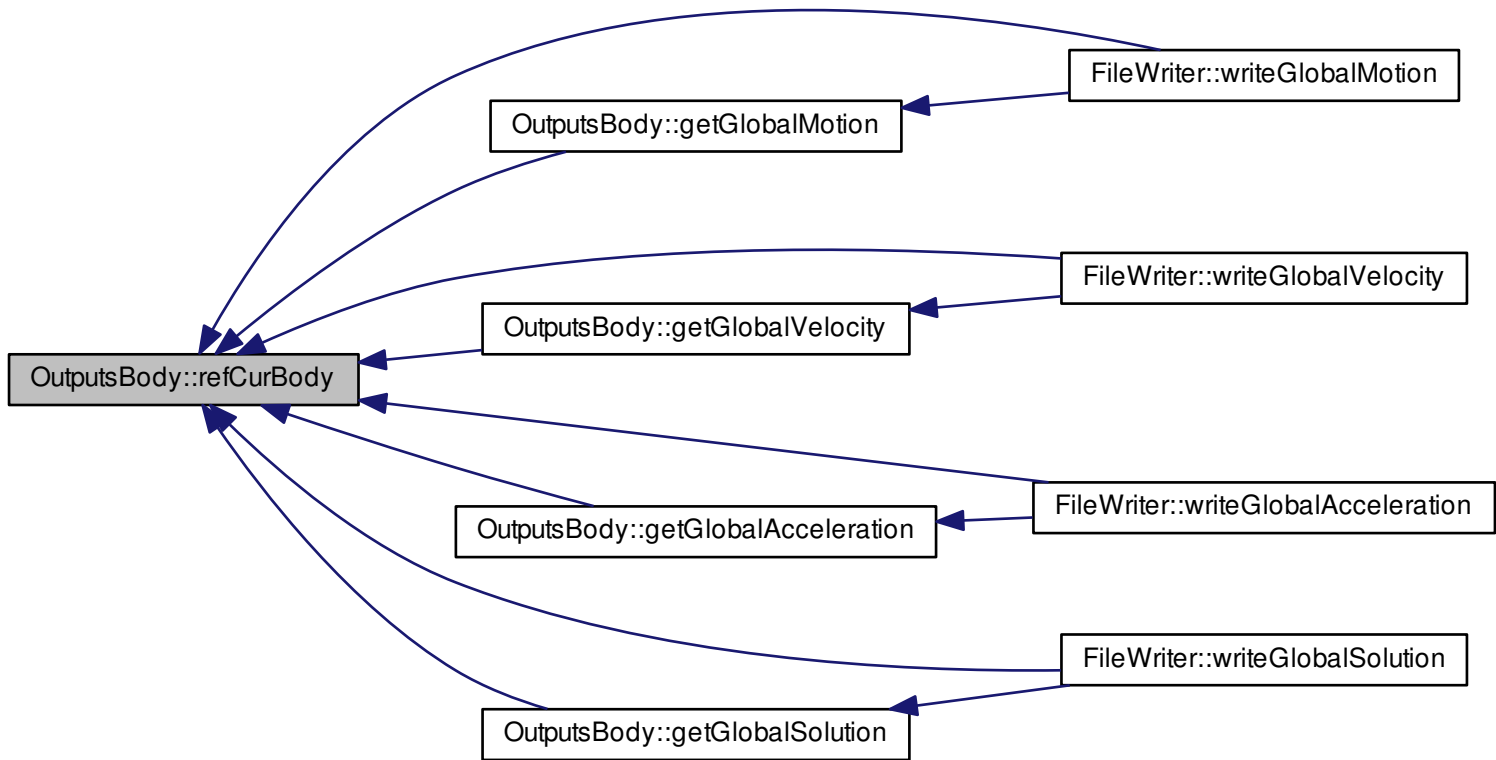 FileWriter::writeGlobalMotion
OutputsBody::getGlobalMotion
FileWriter::writeGlobalVelocity
OutputsBody::getGlobalVelocity
OutputsBody::refCurBody
FileWriter::writeGlobalAcceleration
OutputsBody::getGlobalAcceleration
FileWriter::writeGlobalSolution
OutputsBody::getGlobalSolution